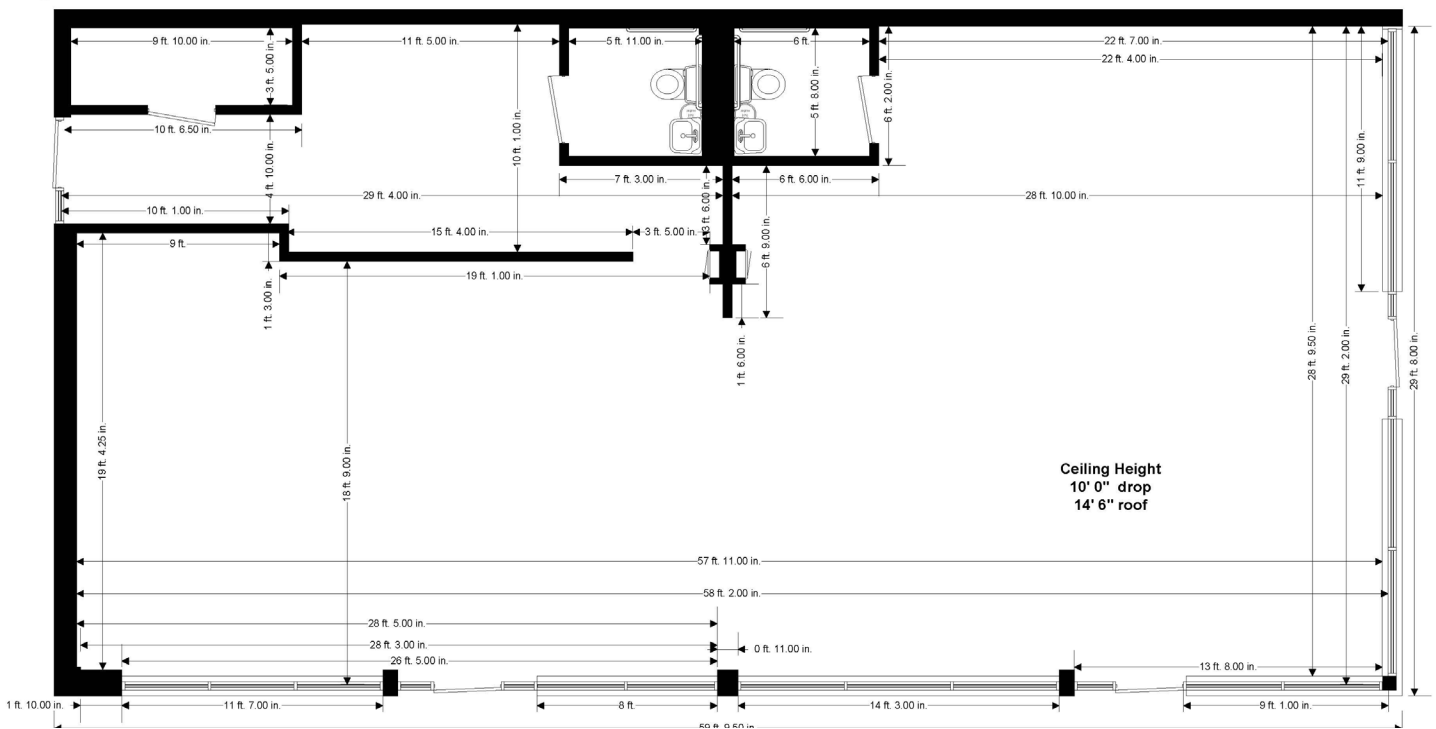 9 ft. 10.00 in.
11 ft. 5.00 in.
5 ft. 11.00 in.
6 ft.
22 ft. 7.00 in.
22 ft. 4.00 in.
3 ft. 5.00 in.
5 ft. 8.00 in.
6 ft. 2.00 in.
10 ft. 6.50 in.
10 ft. 1.00 in.
4 ft. 10.00 in.
11 ft. 9.00 in.
7 ft. 3.00 in.
6 ft. 6.00 in.
29 ft. 4.00 in.
28 ft. 10.00 in.
3 ft. 6.00 in.
10 ft. 1.00 in.
15 ft. 4.00 in.
3 ft. 5.00 in.
6 ft. 9.00 in.
9 ft.
19 ft. 1.00 in.
1 ft. 3.00 in.
1 ft. 6.00 in.
28 ft. 9.50 in.
29 ft. 2.00 in.
29 ft. 8.00 in.
19 ft. 4.25 in.
18 ft. 9.00 in.
Ceiling Height
10' 0" drop
14' 6" roof
57 ft. 11.00 in.
58 ft. 2.00 in.
28 ft. 5.00 in.
28 ft. 3.00 in.
0 ft. 11.00 in.
26 ft. 5.00 in.
13 ft. 8.00 in.
1 ft. 10.00 in.
11 ft. 7.00 in.
8 ft.
14 ft. 3.00 in.
9 ft. 1.00 in.
59 ft. 9.50 in.